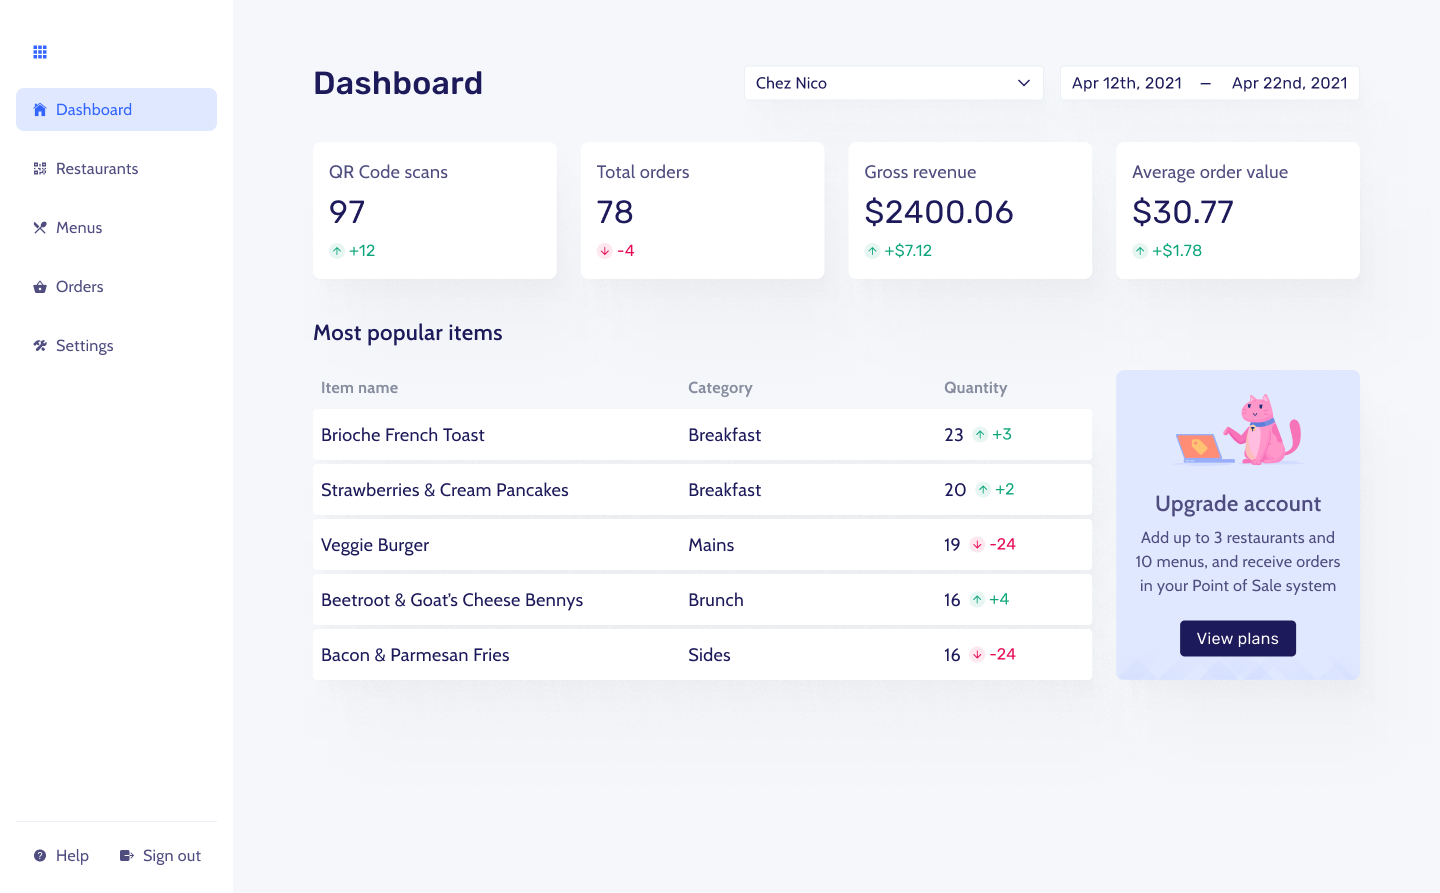 Dashboard
Restaurants
Menus
Orders
Settings
Help
Sign out
Dashboard
Chez Nico
Apr 12th, 2021 – Apr 22nd, 2021
QR Code scans
97
+12
Total orders
78
-4
Gross revenue
$2400.06
+$7.12
Average order value
$30.77
+$1.78
Most popular items
Item name Category Quantity
Brioche French Toast Breakfast 23 +3
Strawberries & Cream Pancakes Breakfast 20 +2
Veggie Burger Mains 19 -24
Beetroot & Goat's Cheese Bennys Brunch 16 +4
Bacon & Parmesan Fries Sides 16 -24
Upgrade account
Add up to 3 restaurants and
10 menus, and receive orders
in your Point of Sale system
View plans